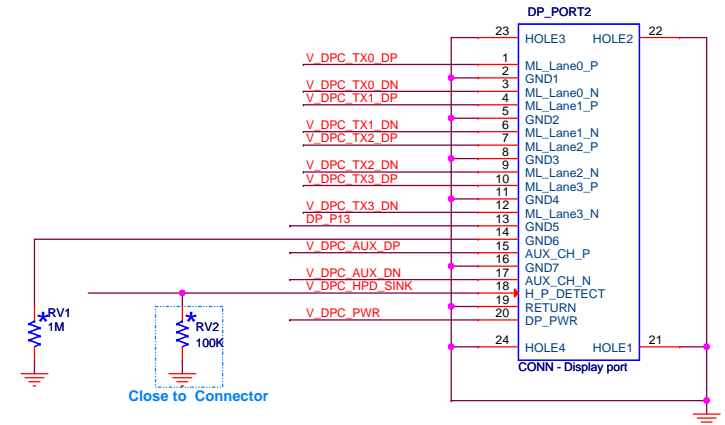 DP_PORT2
23 HOLE3 HOLE2 22
V_DPC_TX0_DP 1 ML_Lane0_P
2 GND1
V_DPC_TX0_DN 3 ML_Lane0_N
V_DPC_TX1_DP 4 ML_Lane1_P
5 GND2
V_DPC_TX1_DN 6 ML_Lane1_N
V_DPC_TX2_DP 7 ML_Lane2_P
8 GND3
V_DPC_TX2_DN 9 ML_Lane2_N
V_DPC_TX3_DP 10 ML_Lane3_P
11 GND4
V_DPC_TX3_DN 12 ML_Lane3_N
DP_P13 13 GND5
14 GND6
V_DPC_AUX_DP 15 AUX_CH_P
16 GND7
V_DPC_AUX_DN 17 AUX_CH_N
V_DPC_HPD_SINK 18 H_P_DETECT
19 RETURN
V_DPC_PWR 20 DP_PWR
*RV1
1M
*RV2
100K
24 HOLE4 HOLE1 21
CONN - Display port
Close to Connector